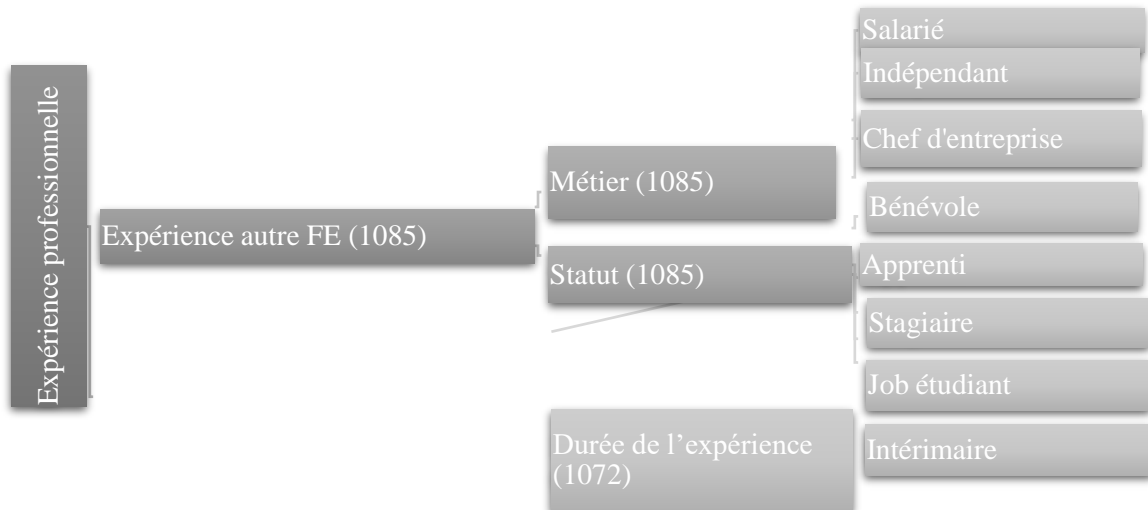 Expérience professionnelle
Expérience autre FE (1085)
Métier (1085)
Statut (1085)
Durée de l’expérience
(1072)
Salarié
Indépendant
Chef d'entreprise
Bénévole
Apprenti
Stagiaire
Job étudiant
Intérimaire